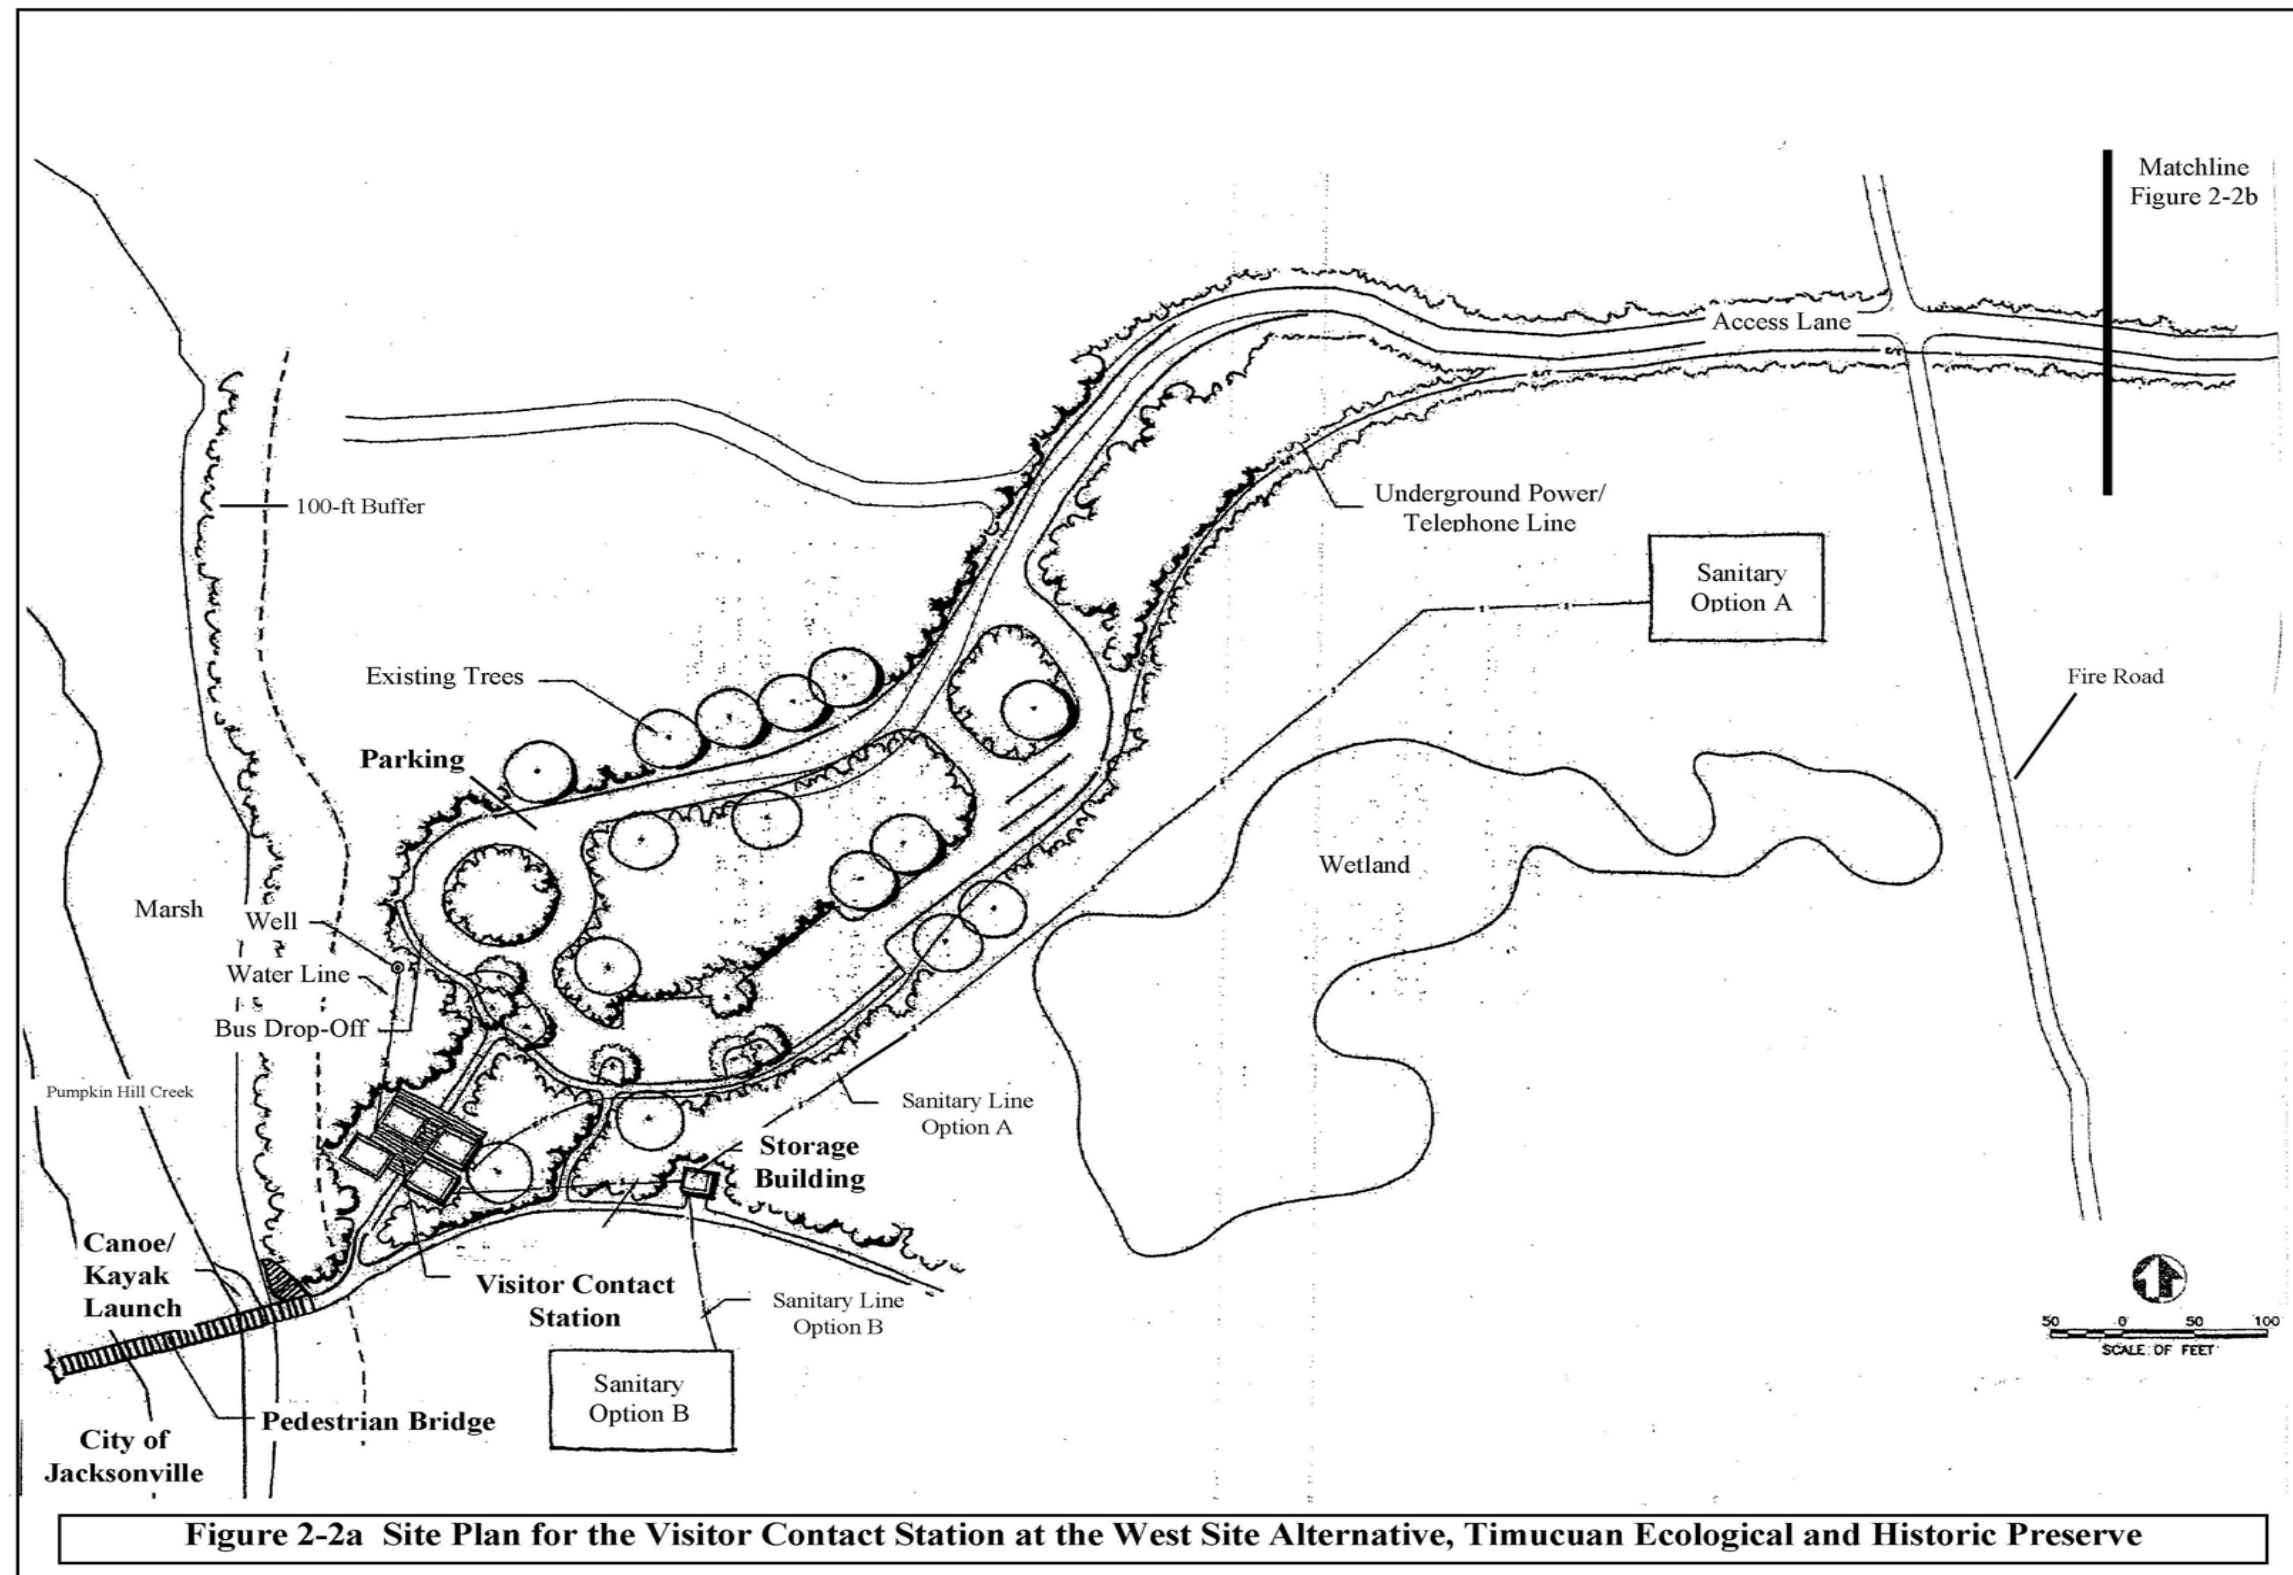 Matchline
Figure 2-2b
Access Lane
100-ft Buffer
Underground Power/
Telephone Line
Sanitary
Option A
Existing Trees
Fire Road
Parking
Wetland
Marsh
Well
Water Line
Bus Drop-Off
Pumpkin Hill Creek
Sanitary Line
Option A
Storage
Building
Canoe/
Kayak
Launch
Visitor Contact
Station
Sanitary Line
Option B
50 0 50 100
SCALE OF FEET
Sanitary
Option B
Pedestrian Bridge
City of
Jacksonville
Figure 2-2a Site Plan for the Visitor Contact Station at the West Site Alternative, Timucuan Ecological and Historic Preserve